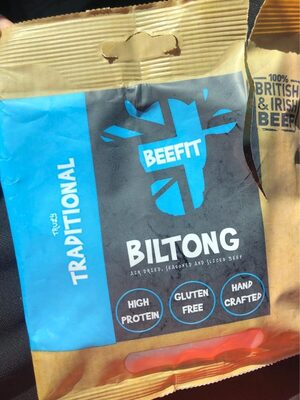 100%
BRITISH
& IRISH
BEEF
BEEFIT
TRULY
TRADITIONAL
BILTONG
AIR DRIED, SEASONED AND SLICED BEEF
HIGH
PROTEIN
GLUTEN
FREE
HAND
CRAFTED